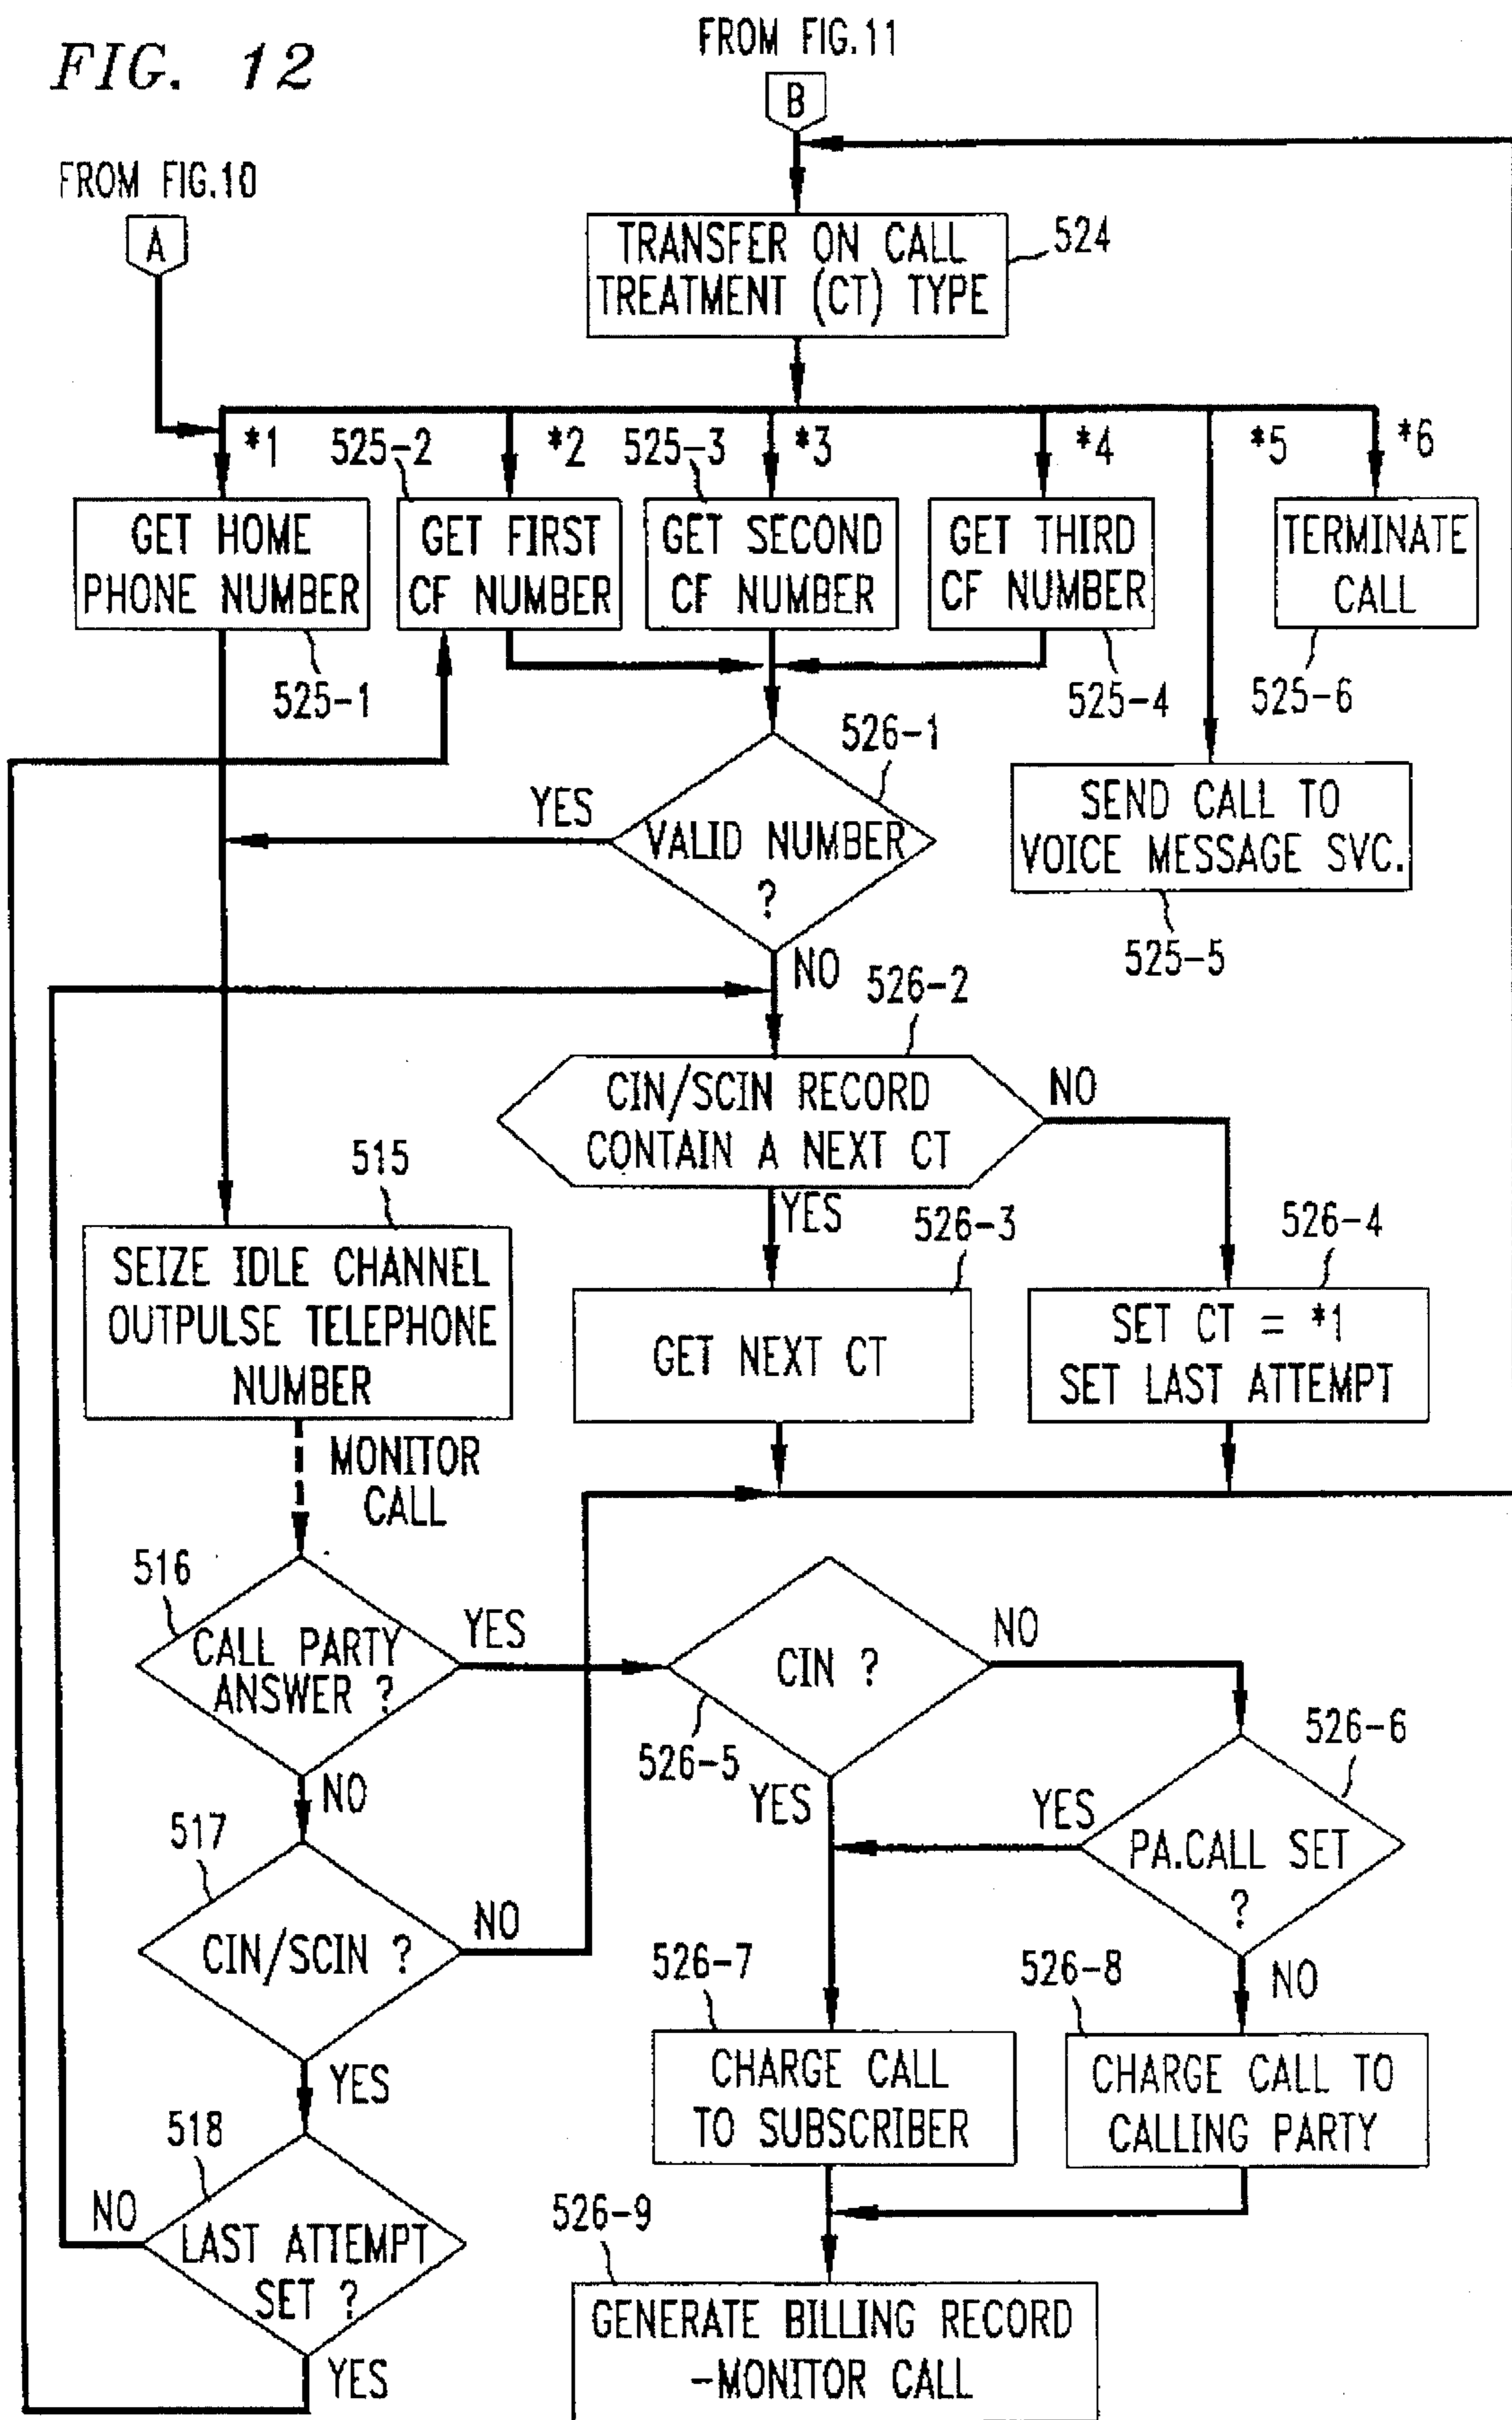 FIG. 12
FROM FIG.11
B
FROM FIG.10
A
TRANSFER ON CALL
TREATMENT (CT) TYPE
524
*1
525-2
*2
525-3
*3
*4
*5
*6
GET HOME
PHONE NUMBER
GET FIRST
CF NUMBER
GET SECOND
CF NUMBER
GET THIRD
CF NUMBER
TERMINATE
CALL
525-1
525-4
525-6
526-1
YES
VALID NUMBER
?
SEND CALL TO
VOICE MESSAGE SVC.
525-5
NO
526-2
CIN/SCIN RECORD
CONTAIN A NEXT CT
NO
YES
515
SEIZE IDLE CHANNEL
OUTPULSE TELEPHONE
NUMBER
526-3
GET NEXT CT
526-4
SET CT = *1
SET LAST ATTEMPT
MONITOR
CALL
516
CALL PARTY
ANSWER ?
YES
CIN ?
NO
526-5
YES
526-6
YES
PA.CALL SET
?
NO
NO
517
CIN/SCIN ?
NO
YES
526-7
CHARGE CALL
TO SUBSCRIBER
526-8
CHARGE CALL TO
CALLING PARTY
518
NO
LAST ATTEMPT
SET ?
YES
526-9
GENERATE BILLING RECORD
-MONITOR CALL